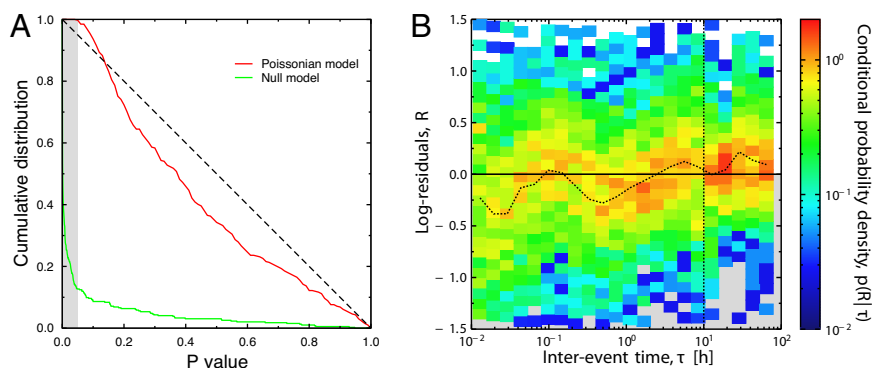 A
1.0
0.8
0.6
0.4
0.2
0.0
Cumulative distribution
Poissonian model
Null model
0.0 0.2 0.4 0.6 0.8 1.0
P value
B
1.5
1.0
0.5
0.0
− 0.5
− 1.0
− 1.5
Log-residuals, R
10⁻² 10⁻¹ 10⁰ 10¹ 10²
Inter-event time, τ [h]
10⁰
10⁻¹
10⁻²
Conditional probability density, p(R|τ)